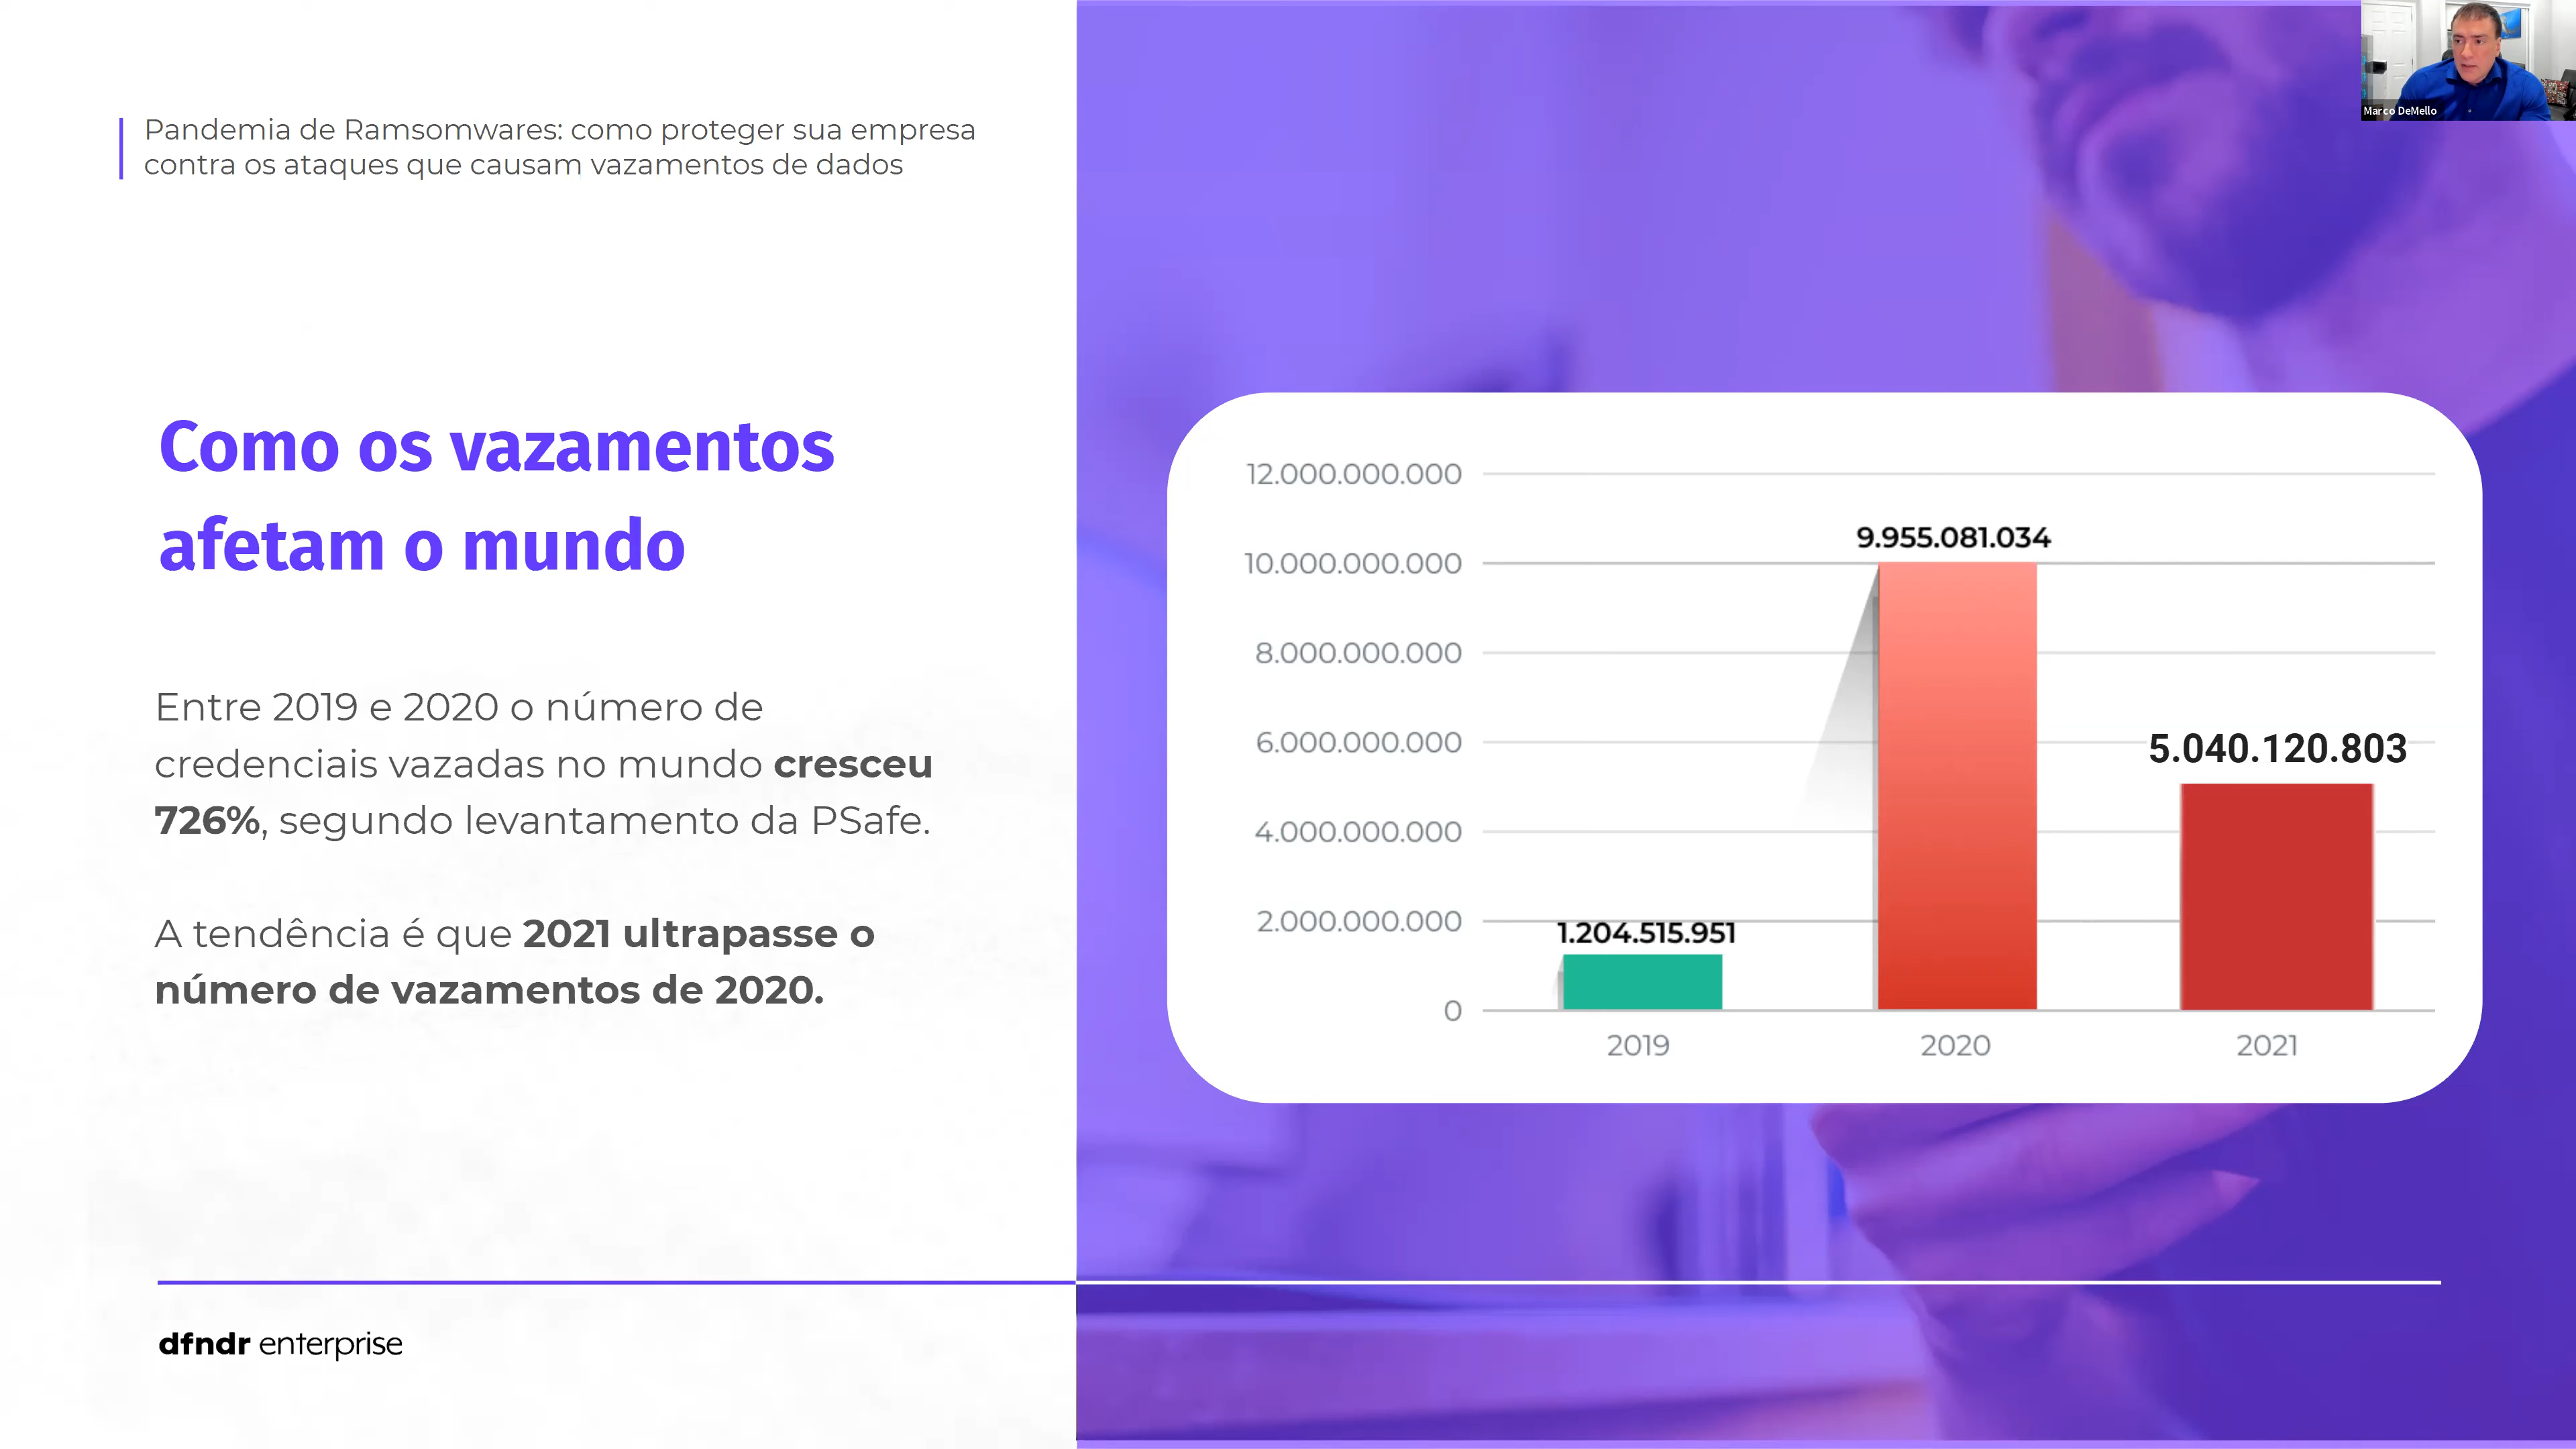 Marco DeMello
Pandemia de Ramsomwares: como proteger sua empresa
contra os ataques que causam vazamentos de dados
Como os vazamentos
afetam o mundo
Entre 2019 e 2020 o número de
credenciais vazadas no mundo cresceu
726%, segundo levantamento da PSafe.
A tendência é que 2021 ultrapasse o
número de vazamentos de 2020.
12.000.000.000
10.000.000.000
8.000.000.000
6.000.000.000
4.000.000.000
2.000.000.000
0
1.204.515.951
9.955.081.034
5.040.120.803
2019
2020
2021
dfndr enterprise